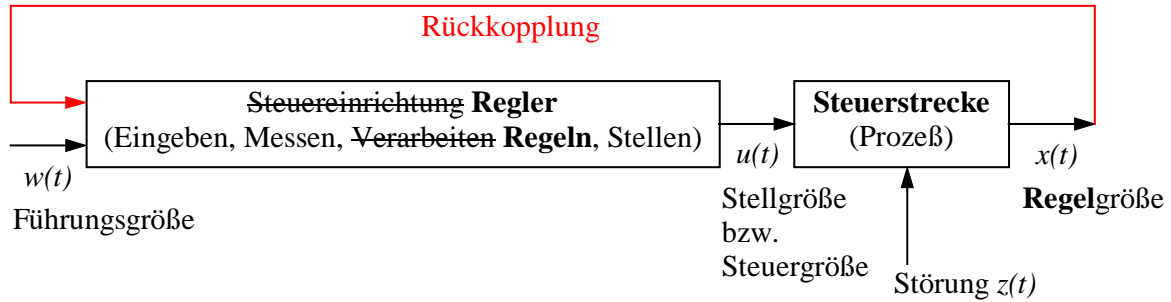 Rückkopplung
Steuereinrichtung Regler
(Eingeben, Messen, Verarbeiten Regeln, Stellen)
Steuerstrecke
(Prozeß)
w(t)
Führungsgröße
u(t)
Stellgröße
bzw.
Steuergröße
x(t)
Regelgröße
Störung z(t)